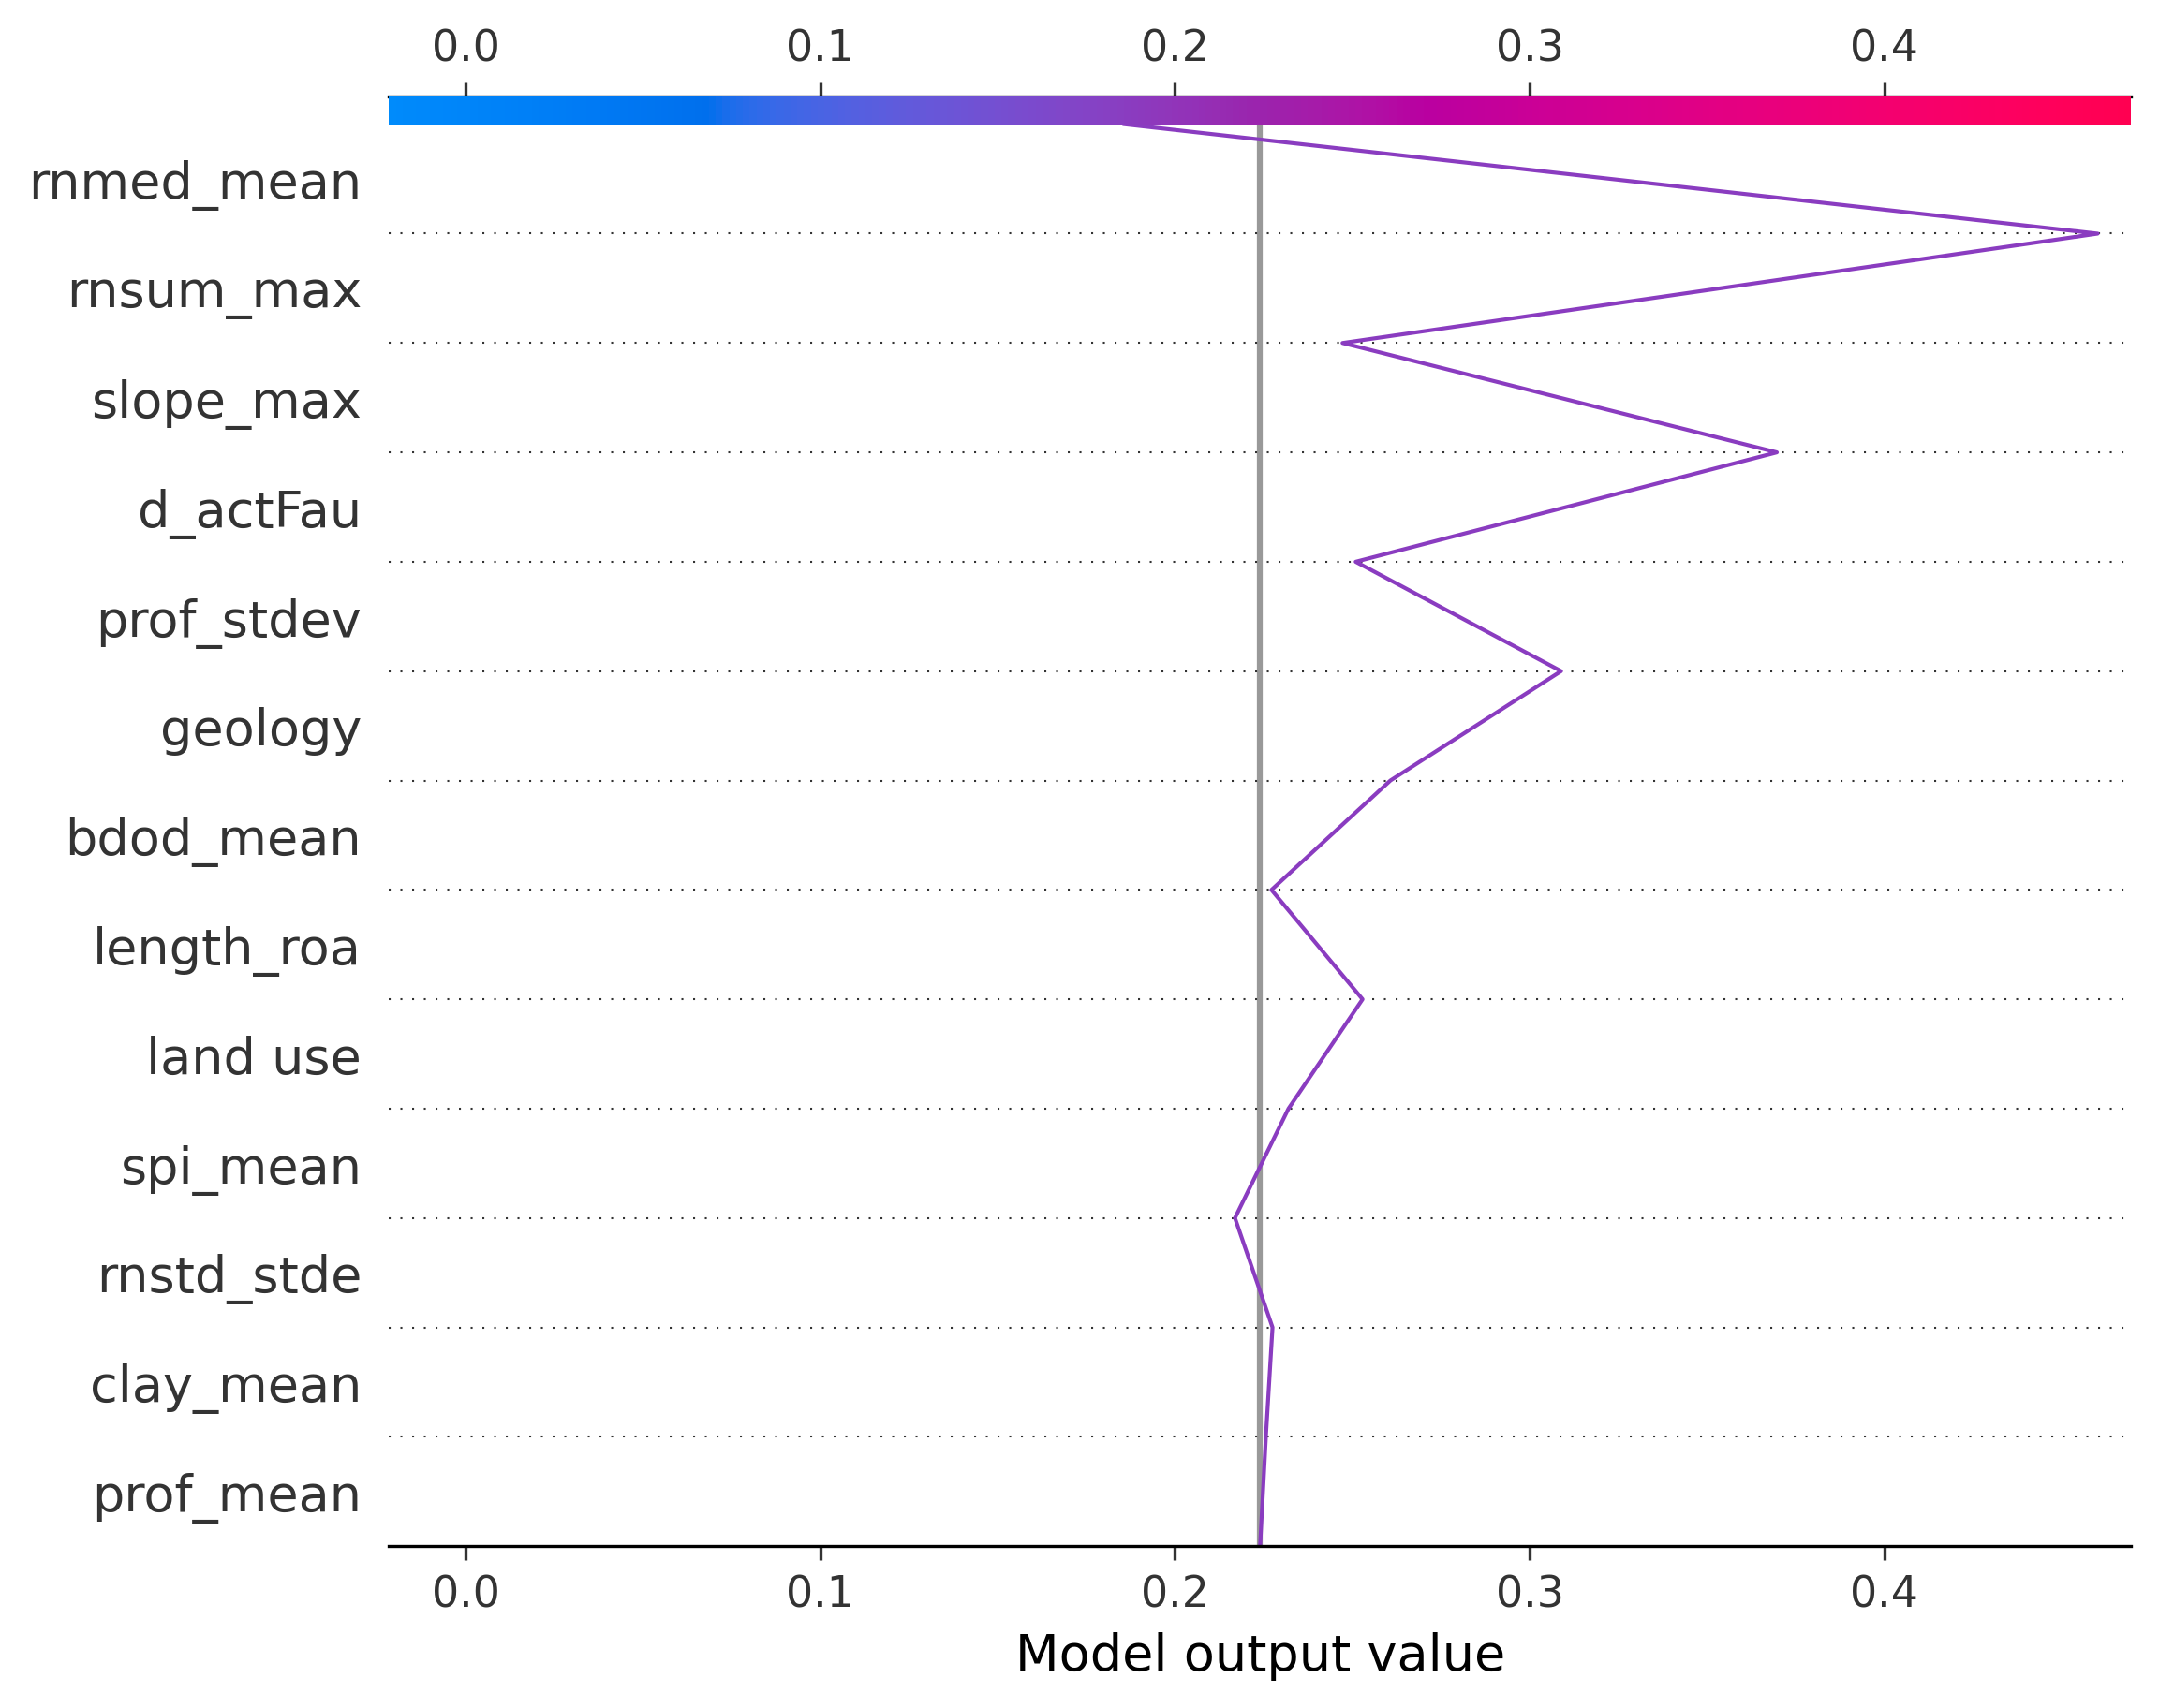 0.0 0.1 0.2 0.3 0.4
rnmed_mean
rnsum_max
slope_max
d_actFau
prof_stdev
geology
bdod_mean
length_roa
land use
spi_mean
rnstd_stde
clay_mean
prof_mean
0.0 0.1 0.2 0.3 0.4
Model output value